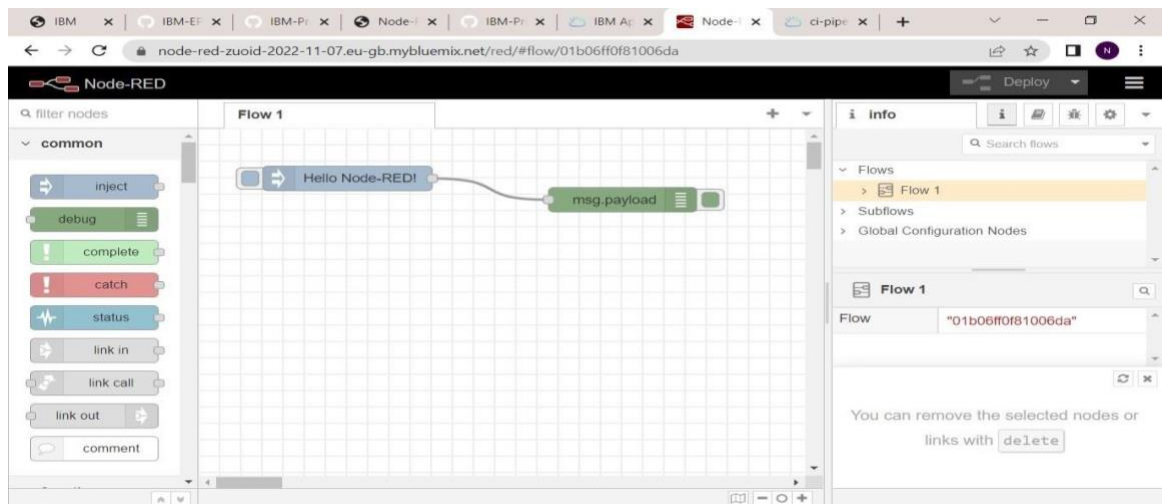 IBM
IBM-EF
IBM-Pr
Node-
IBM-Pr
IBM Ap
Node-
ci-pipe
node-red-zuoid-2022-11-07.eu-gb.mybluemix.net/red/#flow/01b06ff0f81006da
N
Node-RED
Deploy
filter nodes
Flow 1
i info
i
common
Search flows
inject
Hello Node-RED!
Flows
Flow 1
debug
msg.payload
Subflows
complete
Global Configuration Nodes
catch
Flow 1
status
Flow "01b06ff0f81006da"
link in
link call
link out
You can remove the selected nodes or
links with delete
comment